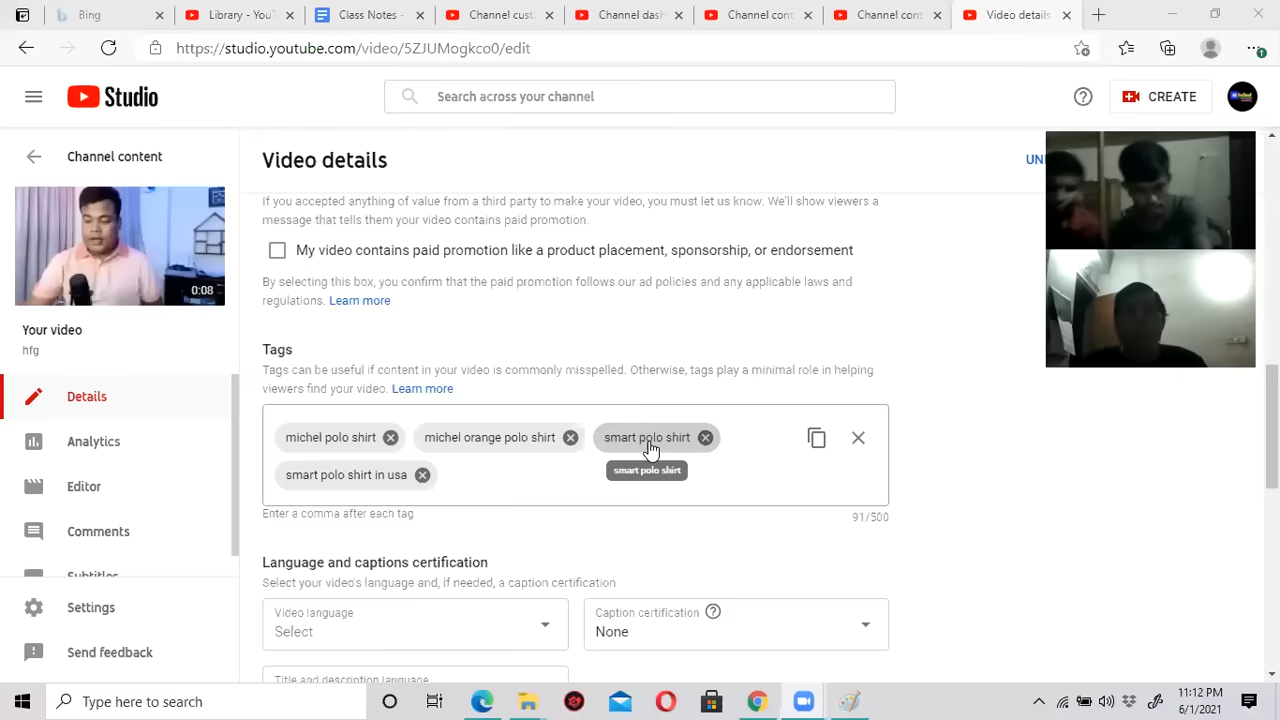 Bing
Library -
Video pos
Channel cust
Channel das
Channel con
Channel con
Video details
https://studio.youtube.com/video/5ZJUMogkco0/edit
Studio
Search across your channel
CREATE
Channel content
Video details
UN
If you accepted anything of value from a third party to make your video, you must let us know. We'll show viewers a
message that tells them your video contains paid promotion.
My video contains paid promotion like a product placement, sponsorship, or endorsement
By selecting this box, you confirm that the paid promotion follows our ad policies and any applicable laws and
regulations. Learn more
0:08
Your video
hfg
Details
Analytics
Editor
Comments
Subtitles
Settings
Send feedback
Tags
Tags can be useful if content in your video is commonly misspelled. Otherwise, tags play a minimal role in helping
viewers find your video. Learn more
michel polo shirt
michel orange polo shirt
smart polo shirt
smart polo shirt
smart polo shirt in usa
Enter a comma after each tag
91/500
Language and captions certification
Select your video's language and, if needed, a caption certification
Video language
Select
Caption certification
None
Title and description language
Type here to search
11:12 PM
6/1/2021